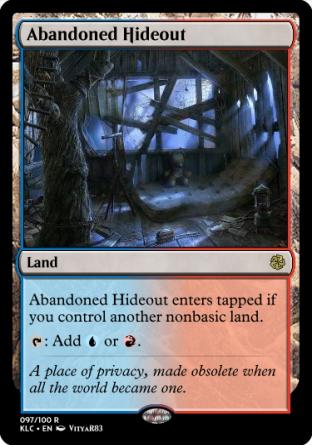 Abandoned Hideout
Land
Abandoned Hideout enters tapped if
you control another nonbasic land.
: Add or .
A place of privacy, made obsolete when
all the world became one.
097/100 R
KLC • EN VITYAR83